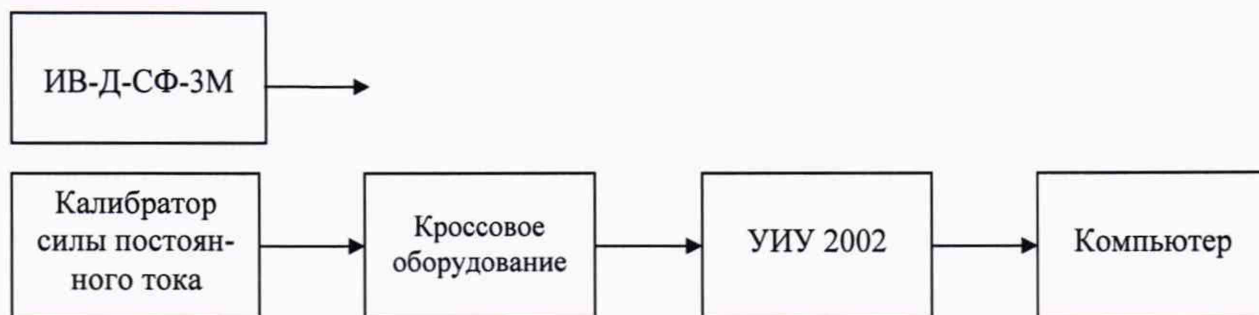 ИВ-Д-СФ-3М
Калибратор
силы постоян-
ного тока
Кроссовое
оборудование
УИУ 2002
Компьютер